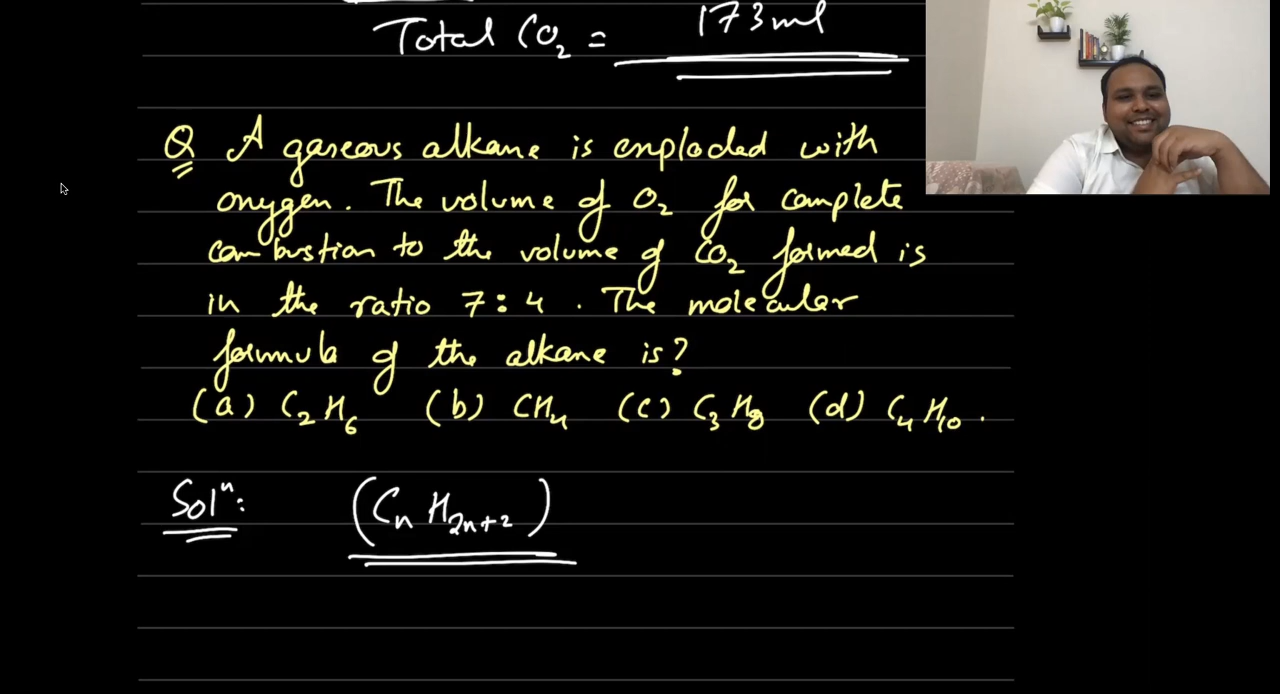 Total CO₂ = 173 ml
Q A gaseous alkane is exploded with
oxygen. The volume of O₂ for complete
combustion to the volume of CO₂ formed is
in the ratio 7:4. The molecular
formula of the alkane is?
(a) C₂H₆ (b) CH₄ (c) C₃H₈ (d) C₄H₁₀.
Solⁿ: (CₙH₂ₙ₊₂)